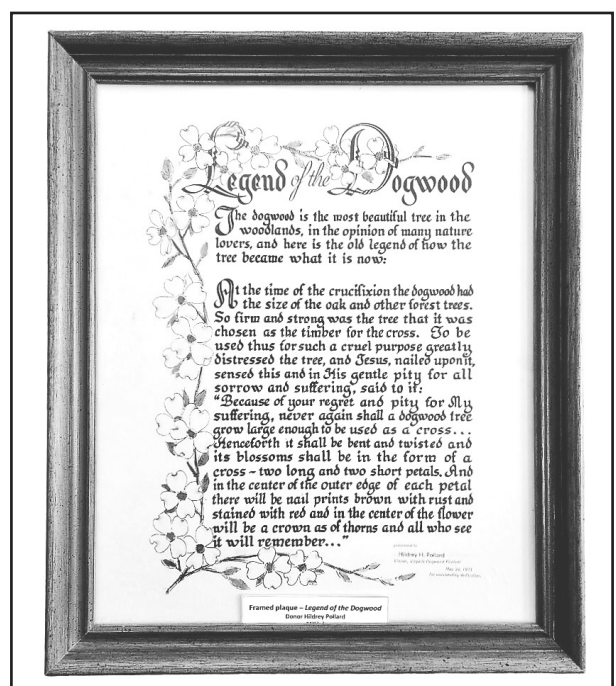 Legend of the Dogwood
The dogwood is the most beautiful tree in the
woodlands, in the opinion of many nature
lovers, and here is the old legend of how the
tree became what it is now:
At the time of the crucifixion the dogwood had
the size of the oak and other forest trees.
So firm and strong was the tree that it was
chosen as the timber for the cross. To be
used thus for such a cruel purpose greatly
distressed the tree, and Jesus, nailed upon it,
sensed this and in His gentle pity for all
sorrow and suffering, said to it:
“Because of your regret and pity for My
suffering, never again shall a dogwood tree
grow large enough to be used as a cross...
Henceforth it shall be bent and twisted and
its blossoms shall be in the form of a
cross – two long and two short petals. And
in the center of the outer edge of each petal
there will be nail prints brown with rust and
stained with red and in the center of the flower
will be a crown as of thorns and all who see
it will remember...”
Hildrey H. Pollard
Dogwood Festival
1973
for outstanding dedication
Framed plaque – Legend of the Dogwood
Donor Hildrey Pollard